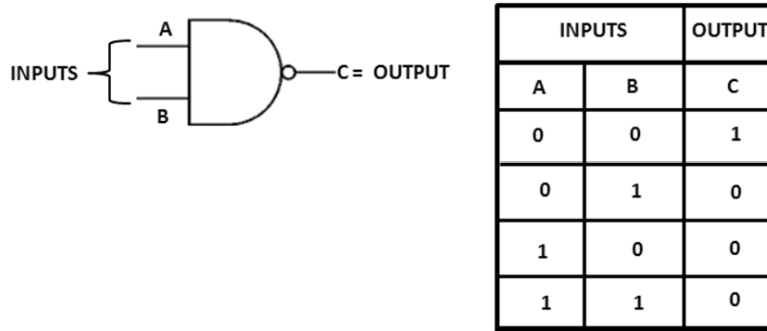 A
INPUTS
C = OUTPUT
B
INPUTS OUTPUT
A B C
0 0 1
0 1 0
1 0 0
1 1 0